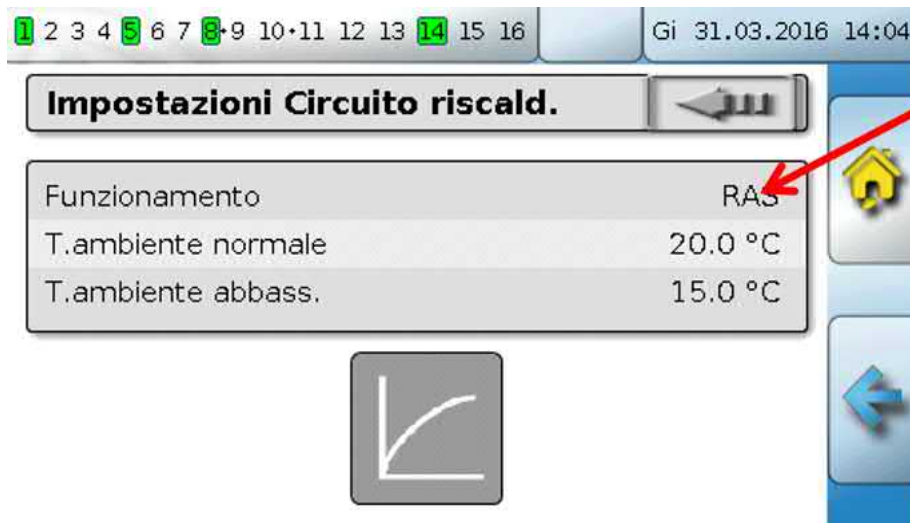 1 2 3 4 5 6 7 8•9 10•11 12 13 14 15 16 Gi 31.03.2016 14:04
Impostazioni Circuito riscald.
Funzionamento RAS
T.ambiente normale 20.0 °C
T.ambiente abbass. 15.0 °C